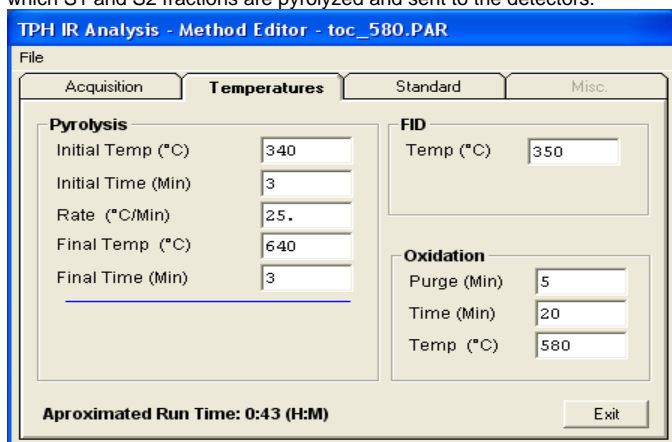 which S1 and S2 fractions are pyrolyzed and sent to the detectors.
TPH IR Analysis - Method Editor - toc_580.PAR
File
Acquisition Temperatures Standard Misc.
Pyrolysis
Initial Temp (°C) 340
Initial Time (Min) 3
Rate (°C/Min) 25.
Final Temp (°C) 640
Final Time (Min) 3
FID
Temp (°C) 350
Oxidation
Purge (Min) 5
Time (Min) 20
Temp (°C) 580
Aproximated Run Time: 0:43 (H:M) Exit